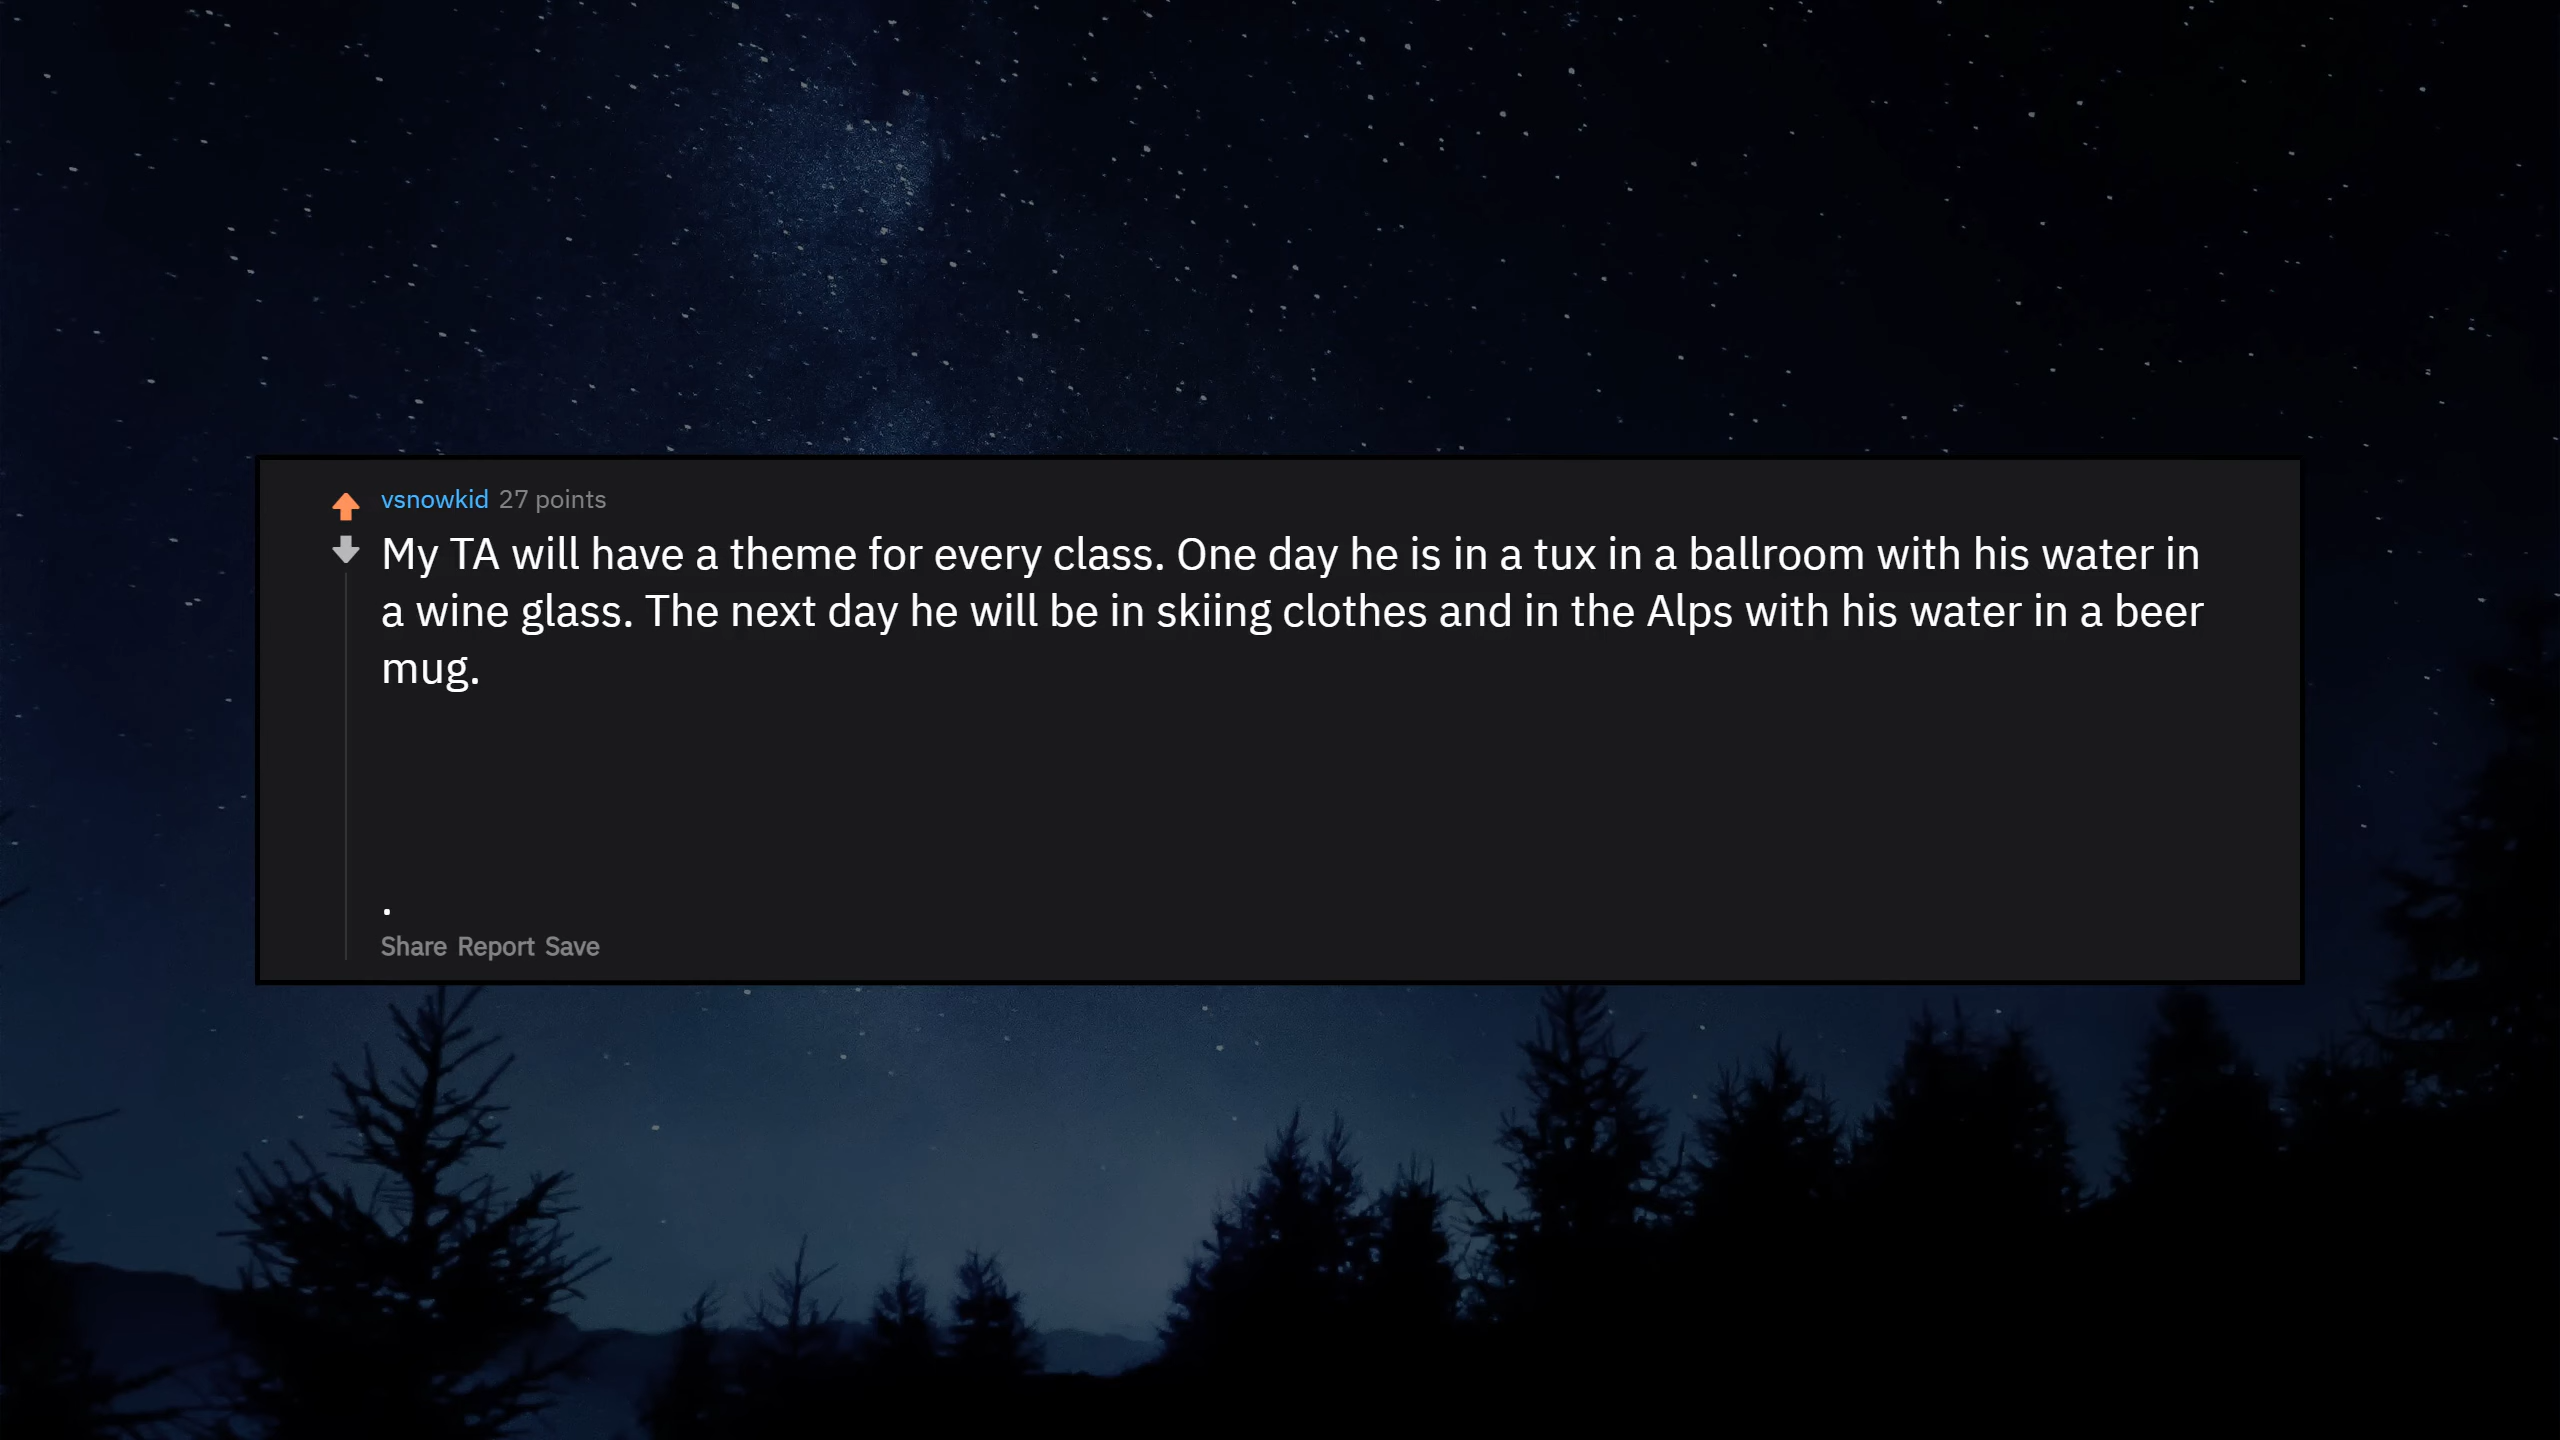 vsnowkid 27 points
My TA will have a theme for every class. One day he is in a tux in a ballroom with his water in
a wine glass. The next day he will be in skiing clothes and in the Alps with his water in a beer
mug.
.
Share Report Save